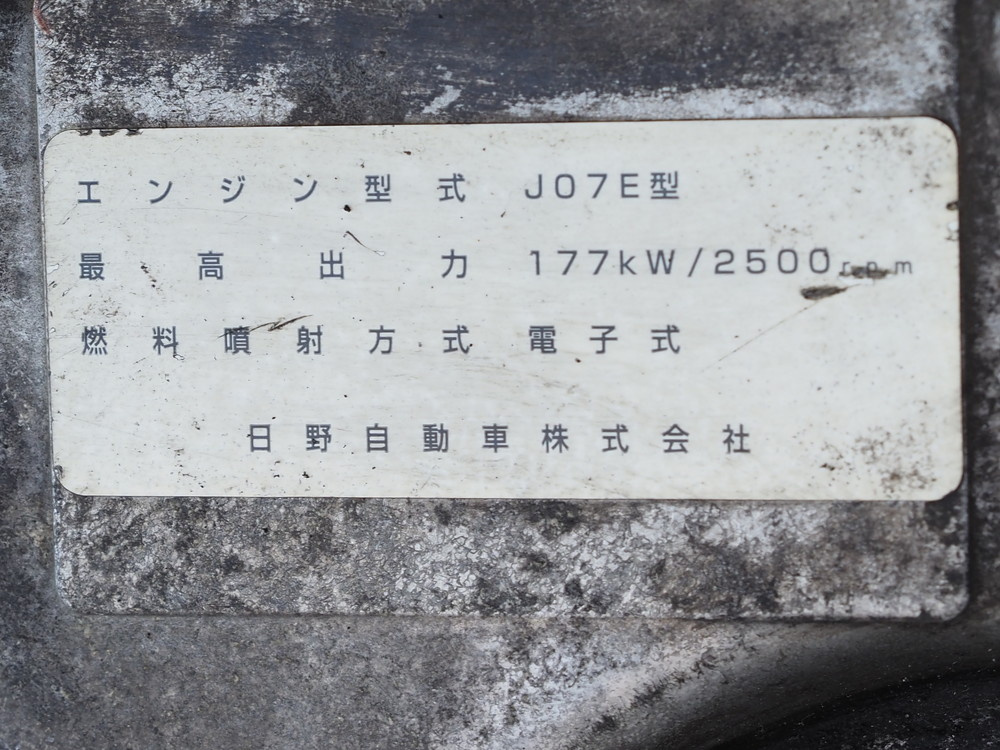 エンジン型式 J07E型
最高出力 177kW/2500rpm
燃料噴射方式 電子式
日野自動車株式会社